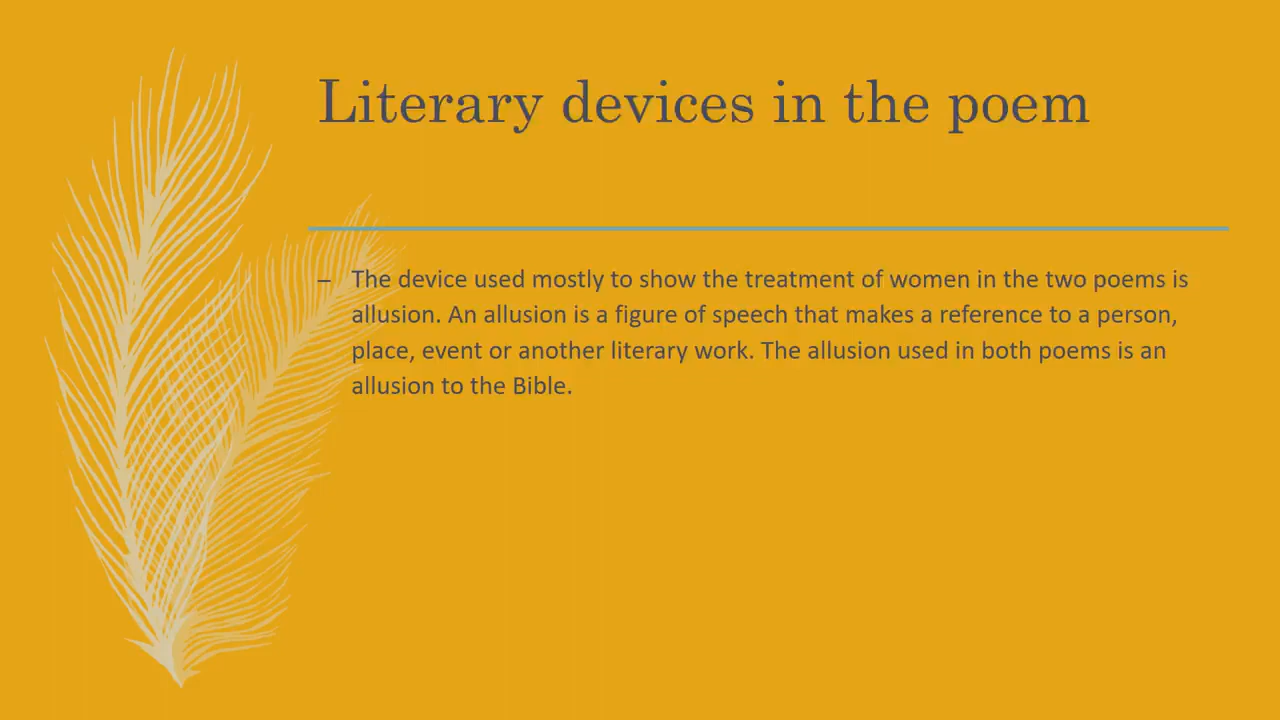 Literary devices in the poem
– The device used mostly to show the treatment of women in the two poems is
allusion. An allusion is a figure of speech that makes a reference to a person,
place, event or another literary work. The allusion used in both poems is an
allusion to the Bible.